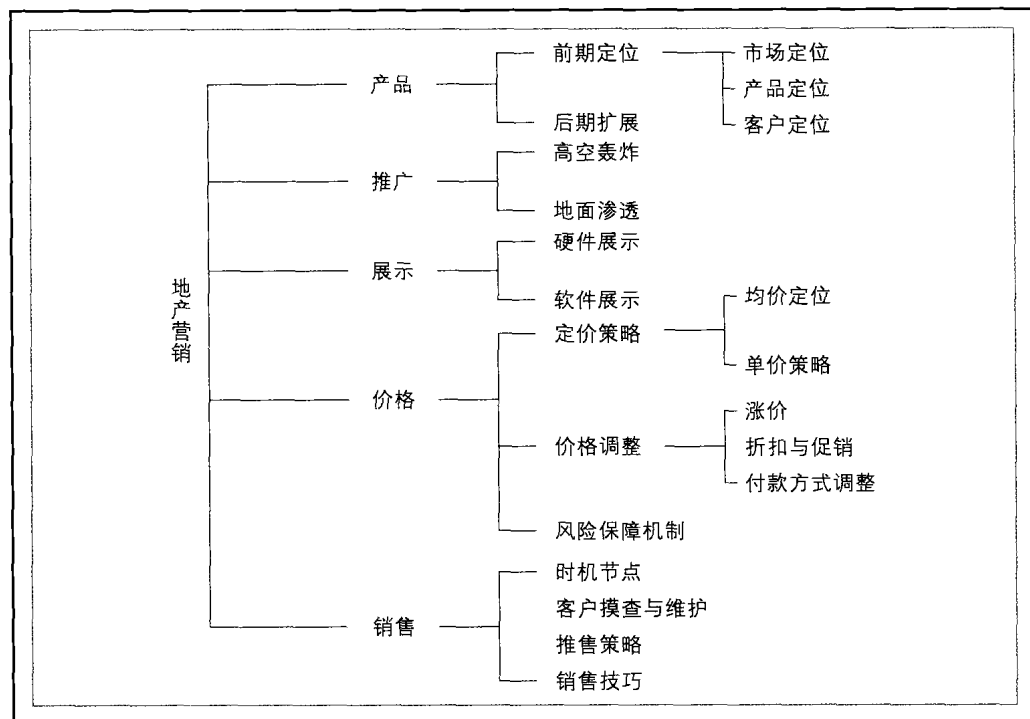 地产营销
产品
前期定位
市场定位
产品定位
客户定位
后期扩展
推广
高空轰炸
地面渗透
展示
硬件展示
软件展示
价格
定价策略
均价定位
单价策略
价格调整
涨价
折扣与促销
付款方式调整
风险保障机制
销售
时机节点
客户摸查与维护
推售策略
销售技巧